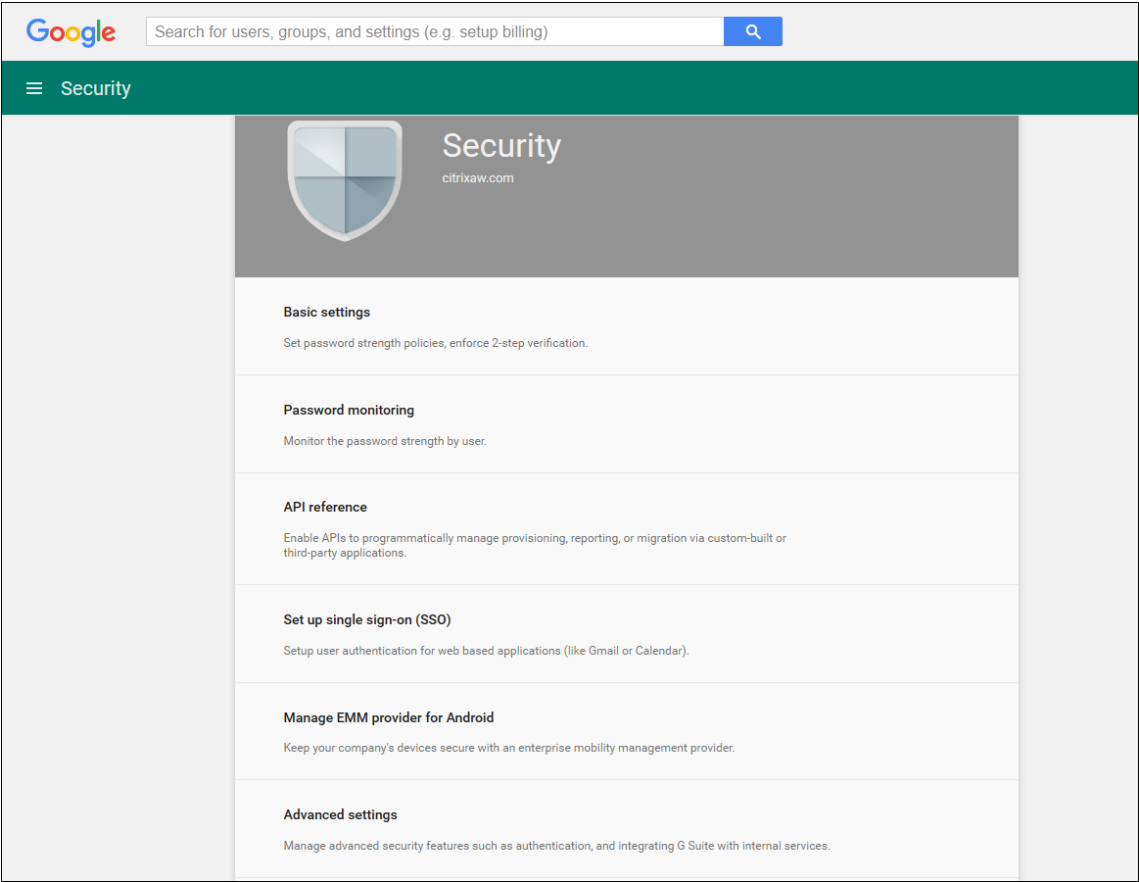 Google
Search for users, groups, and settings (e.g. setup billing)
Security
Security
citrixaw.com
Basic settings
Set password strength policies, enforce 2-step verification.
Password monitoring
Monitor the password strength by user.
API reference
Enable APIs to programmatically manage provisioning, reporting, or migration via custom-built or
third-party applications.
Set up single sign-on (SSO)
Setup user authentication for web based applications (like Gmail or Calendar).
Manage EMM provider for Android
Keep your company's devices secure with an enterprise mobility management provider.
Advanced settings
Manage advanced security features such as authentication, and integrating G Suite with internal services.